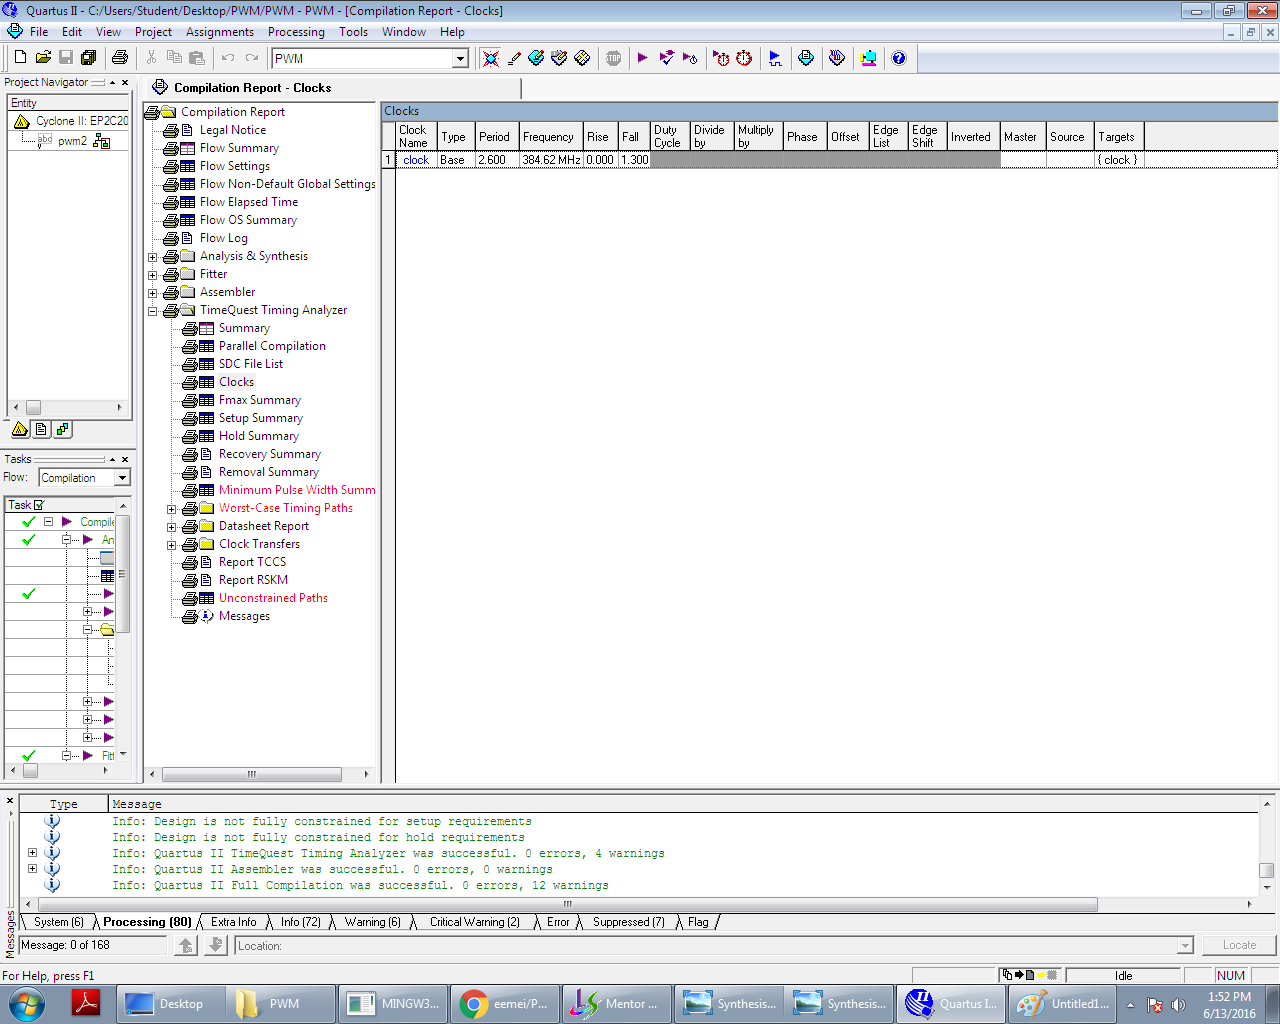 Quartus II - C:/Users/Student/Desktop/PWM/PWM - PWM - [Compilation Report - Clocks]
File Edit View Project Assignments Processing Tools Window Help
PWM
Project Navigator
Entity
Cyclone II: EP2C20
abc pwm2
Tasks
Flow: Compilation
Task
Compile
An
Fitt
Compilation Report - Clocks
Compilation Report
Legal Notice
Flow Summary
Flow Settings
Flow Non-Default Global Settings
Flow Elapsed Time
Flow OS Summary
Flow Log
Analysis & Synthesis
Fitter
Assembler
TimeQuest Timing Analyzer
Summary
Parallel Compilation
SDC File List
Clocks
Fmax Summary
Setup Summary
Hold Summary
Recovery Summary
Removal Summary
Minimum Pulse Width Summ
Worst-Case Timing Paths
Datasheet Report
Clock Transfers
Report TCCS
Report RSKM
Unconstrained Paths
Messages
Clocks
Clock Name Type Period Frequency Rise Fall Duty Cycle Divide by Multiply by Phase Offset Edge List Edge Shift Inverted Master Source Targets
1 clock Base 2.600 384.62 MHz 0.000 1.300 { clock }
Type Message
Info: Design is not fully constrained for setup requirements
Info: Design is not fully constrained for hold requirements
Info: Quartus II TimeQuest Timing Analyzer was successful. 0 errors, 4 warnings
Info: Quartus II Assembler was successful. 0 errors, 0 warnings
Info: Quartus II Full Compilation was successful. 0 errors, 12 warnings
System (6) Processing (80) Extra Info Info (72) Warning (6) Critical Warning (2) Error Suppressed (7) Flag
Messages
Message: 0 of 168 Location: Locate
For Help, press F1 Idle NUM
Desktop PWM MINGW3... eemei/P... Mentor ... Synthesis... Synthesis... Quartus I... Untitled1...
1:52 PM
6/13/2016